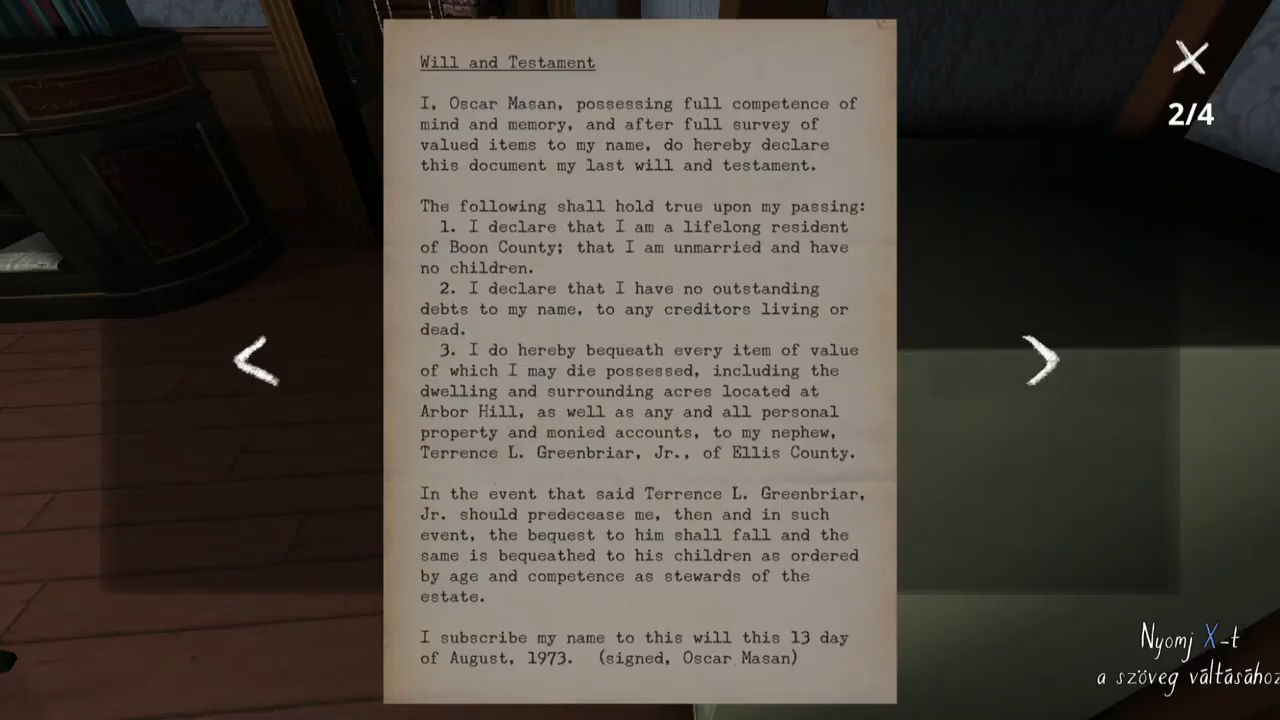 Will and Testament
I, Oscar Masan, possessing full competence of
mind and memory, and after full survey of
valued items to my name, do hereby declare
this document my last will and testament.
The following shall hold true upon my passing:
1. I declare that I am a lifelong resident
of Boon County; that I am unmarried and have
no children.
2. I declare that I have no outstanding
debts to my name, to any creditors living or
dead.
3. I do hereby bequeath every item of value
of which I may die possessed, including the
dwelling and surrounding acres located at
Arbor Hill, as well as any and all personal
property and monied accounts, to my nephew,
Terrence L. Greenbriar, Jr., of Ellis County.
In the event that said Terrence L. Greenbriar,
Jr. should predecease me, then and in such
event, the bequest to him shall fall and the
same is bequeathed to his children as ordered
by age and competence as stewards of the
estate.
I subscribe my name to this will this 13 day
of August, 1973. (signed, Oscar Masan)
2/4
Nyomj X-t
a szöveg váltásához